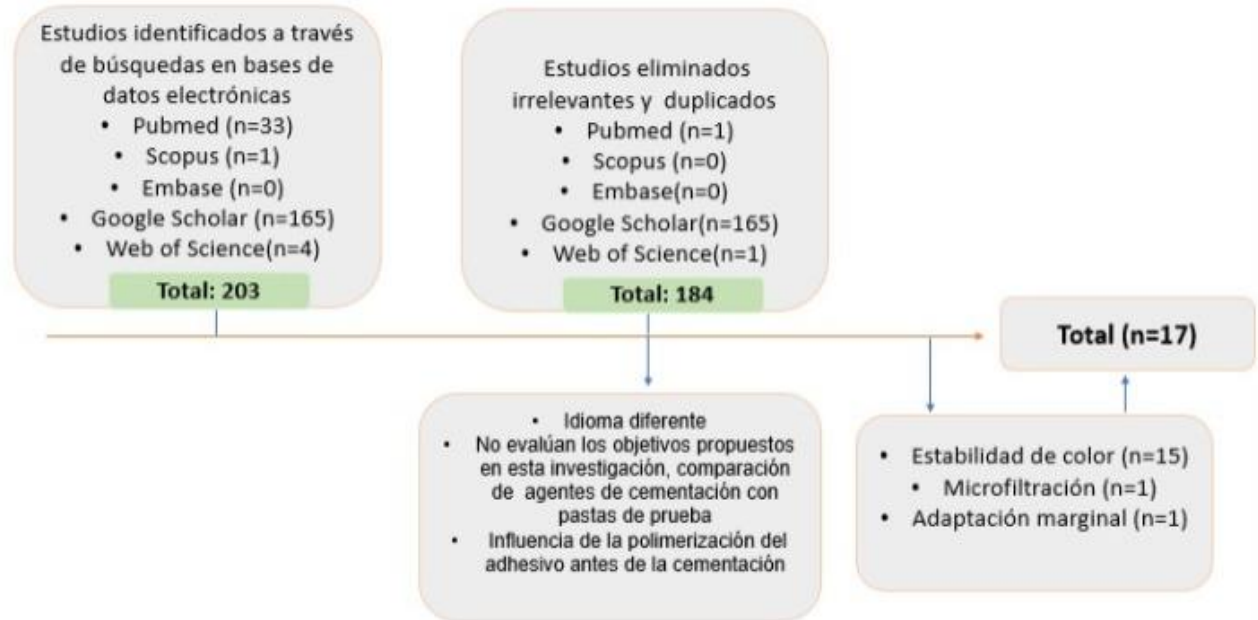 Estudios identificados a través
de búsquedas en bases de
datos electrónicas
• Pubmed (n=33)
• Scopus (n=1)
• Embase (n=0)
• Google Scholar (n=165)
• Web of Science(n=4)
Total: 203
Estudios eliminados
irrelevantes y duplicados
• Pubmed (n=1)
• Scopus (n=0)
• Embase(n=0)
• Google Scholar(n=165)
• Web of Science(n=1)
Total: 184
Total (n=17)
• Idioma diferente
• No evalúan los objetivos propuestos
en esta investigación, comparación
de agentes de cementación con
pastas de prueba
• Influencia de la polimerización del
adhesivo antes de la cementación
• Estabilidad de color (n=15)
• Microfiltración (n=1)
• Adaptación marginal (n=1)